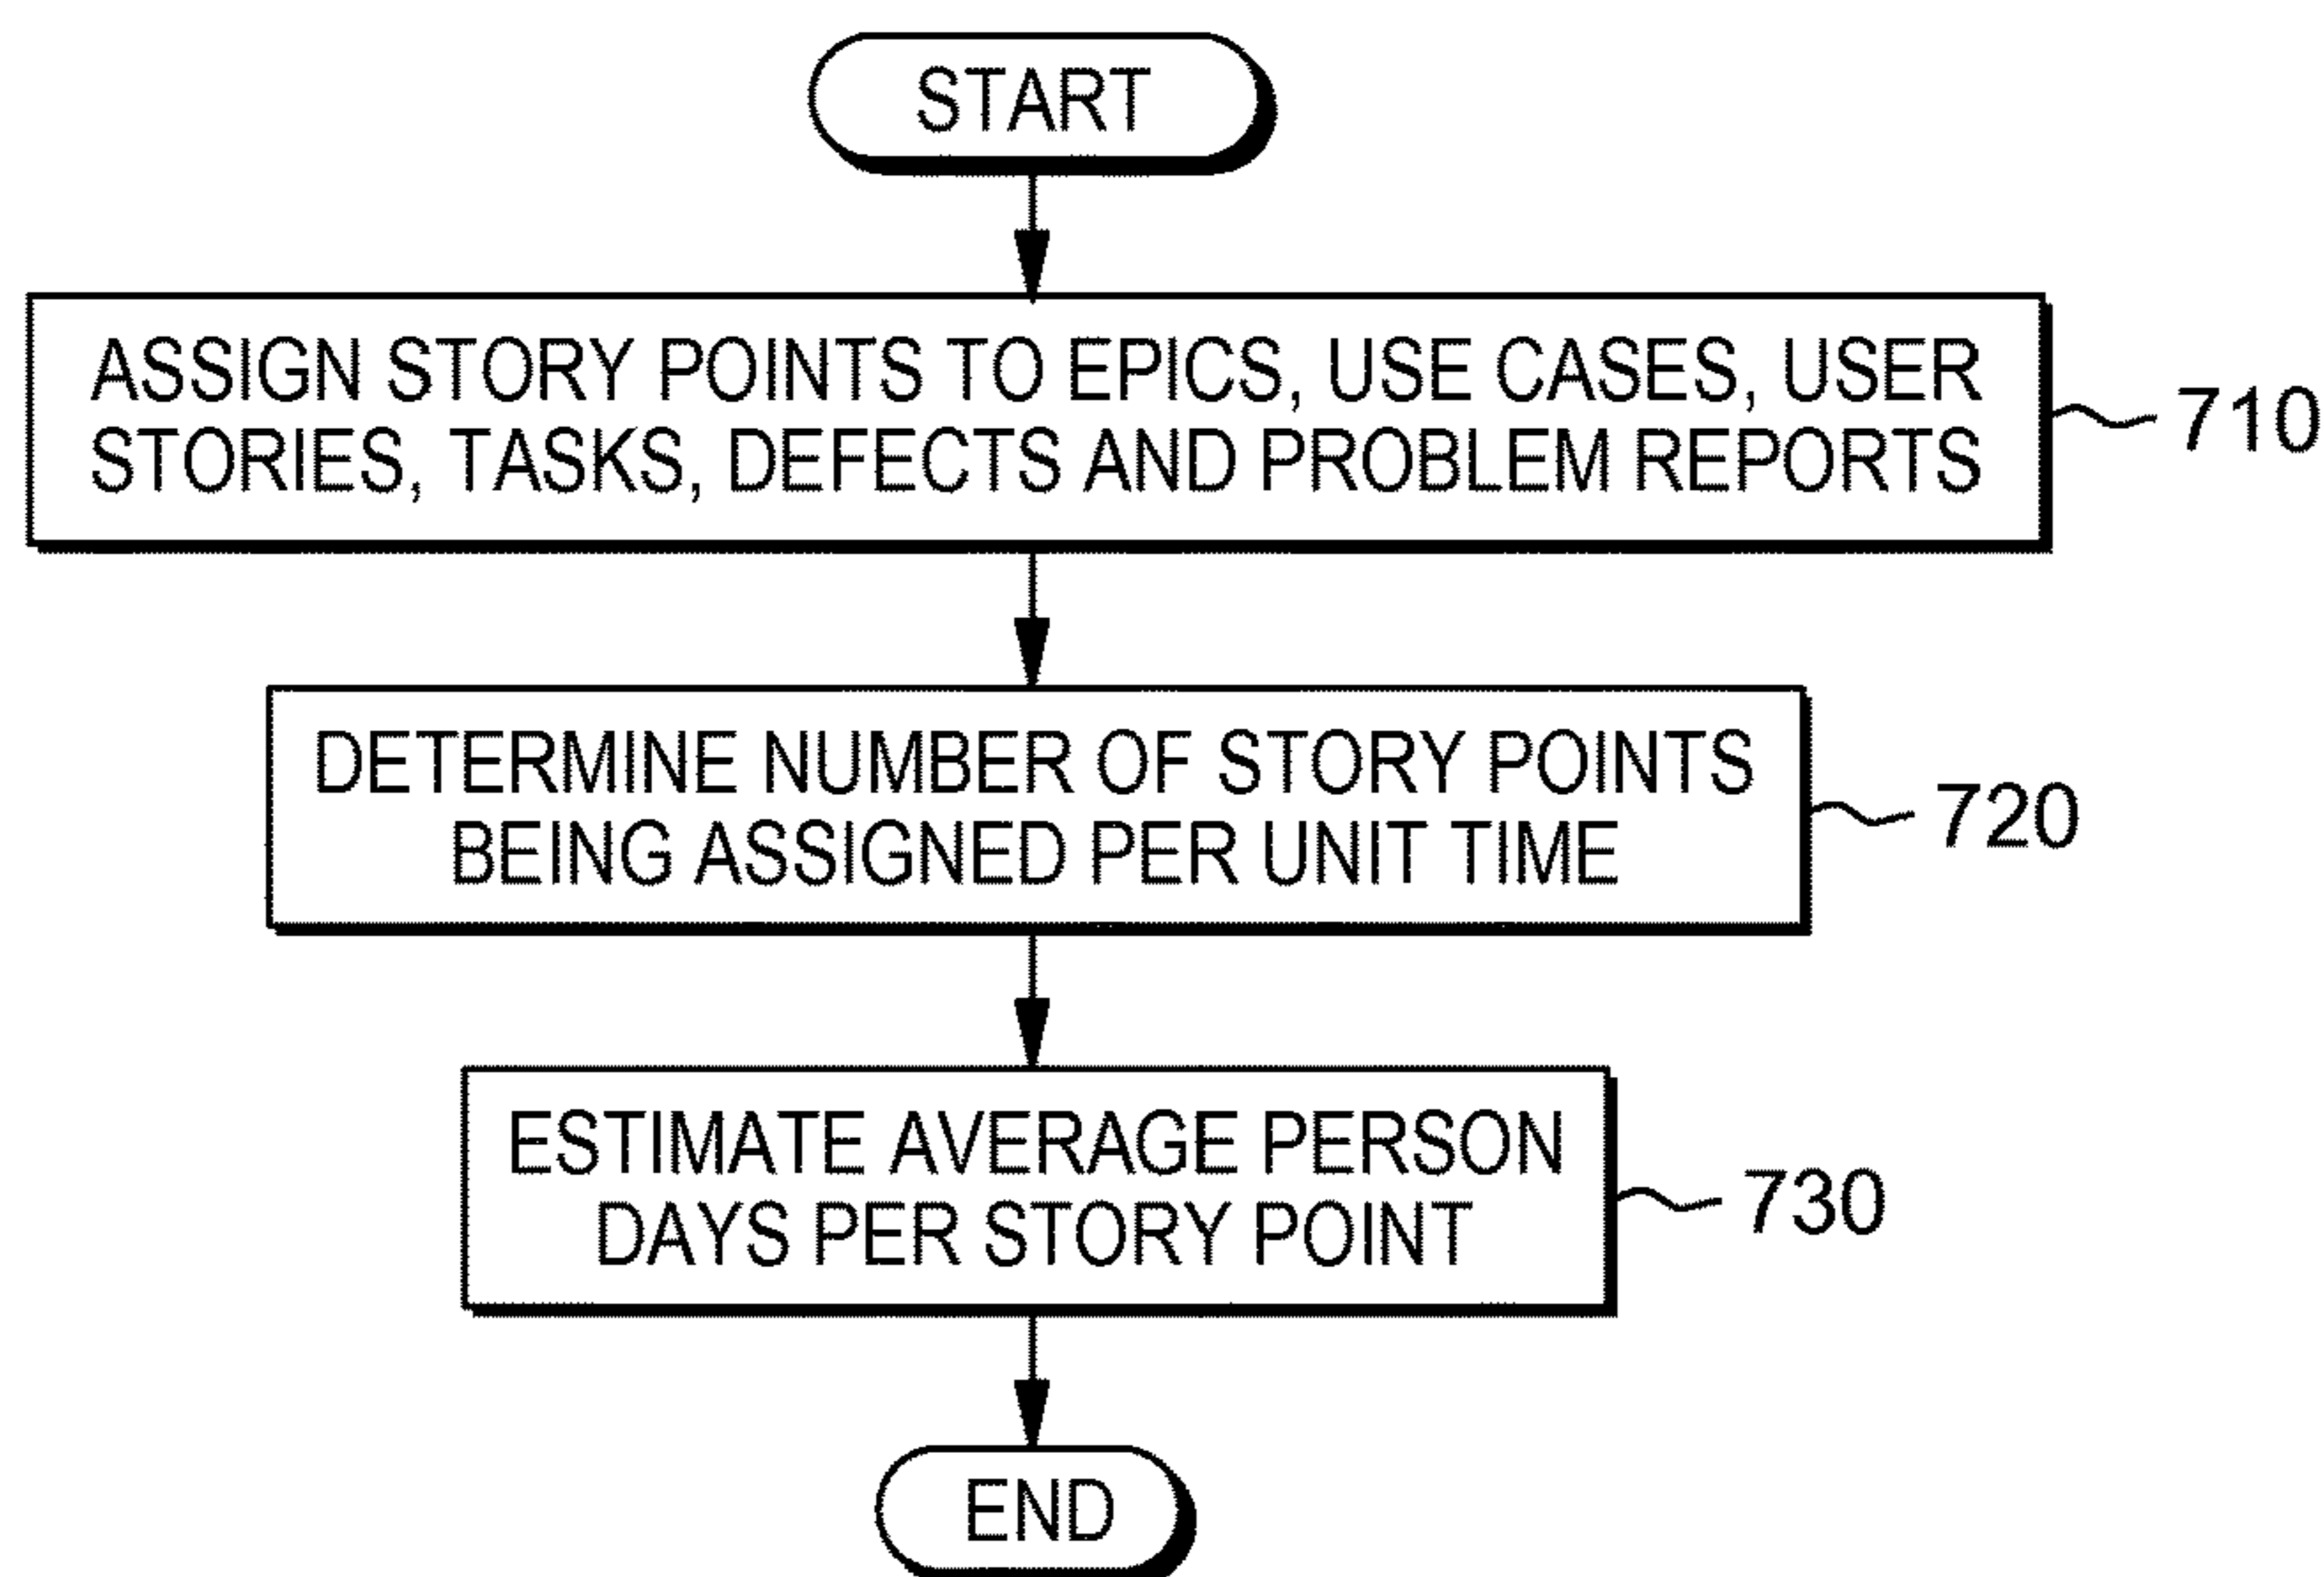 START
ASSIGN STORY POINTS TO EPICS, USE CASES, USER
STORIES, TASKS, DEFECTS AND PROBLEM REPORTS
710
DETERMINE NUMBER OF STORY POINTS
BEING ASSIGNED PER UNIT TIME
720
ESTIMATE AVERAGE PERSON
DAYS PER STORY POINT
730
END